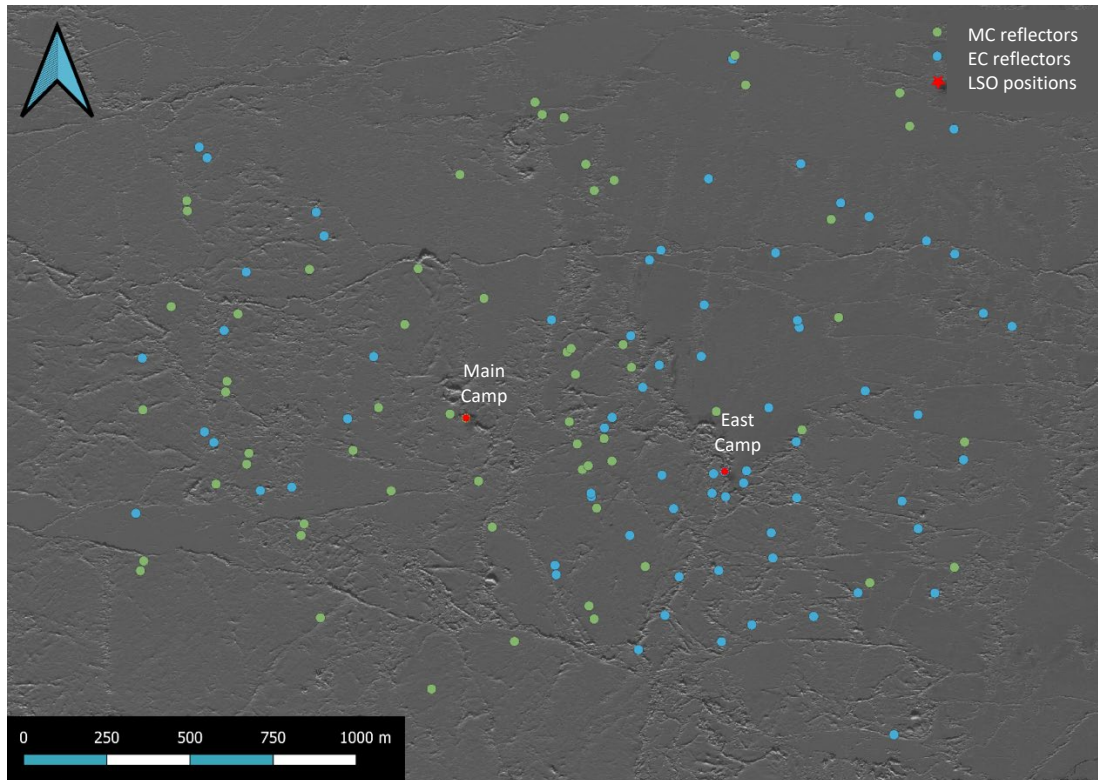 MC reflectors
EC reflectors
LSO positions
Main
Camp
East
Camp
0 250 500 750 1000 m